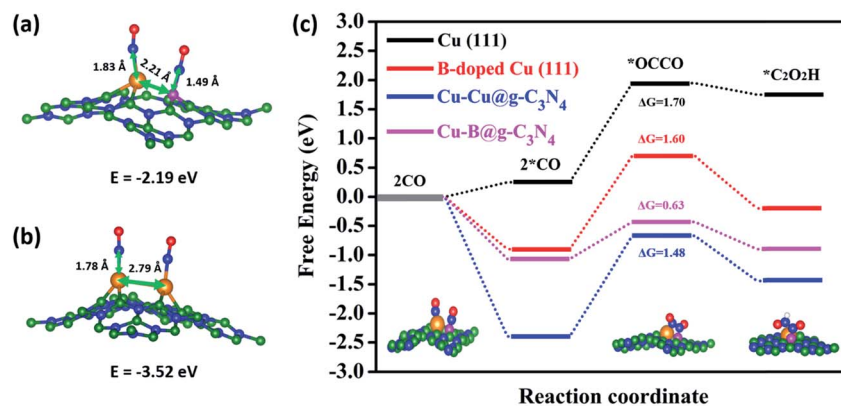 (a)
1.83 Å
2.21
1.49 Å
E = -2.19 eV
(b)
1.78 Å
2.79 Å
E = -3.52 eV
(c)
Free Energy (eV)
3.0
2.5
2.0
1.5
1.0
0.5
0.0
-0.5
-1.0
-1.5
-2.0
-2.5
-3.0
Cu (111)
B-doped Cu (111)
Cu-Cu@g-C₃N₄
Cu-B@g-C₃N₄
2CO
2*CO
*OCCO
*C₂O₂H
ΔG=1.70
ΔG=1.60
ΔG=0.63
ΔG=1.48
Reaction coordinate